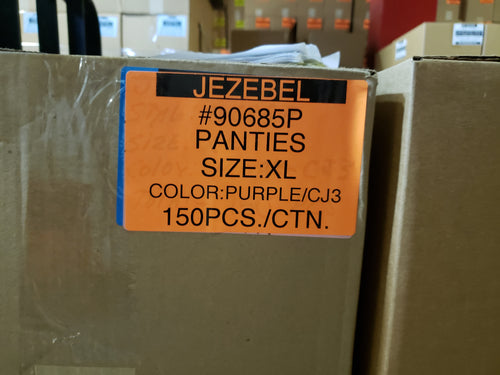 JEZEBEL
#90685P
PANTIES
SIZE:XL
COLOR:PURPLE/CJ3
150PCS./CTN.